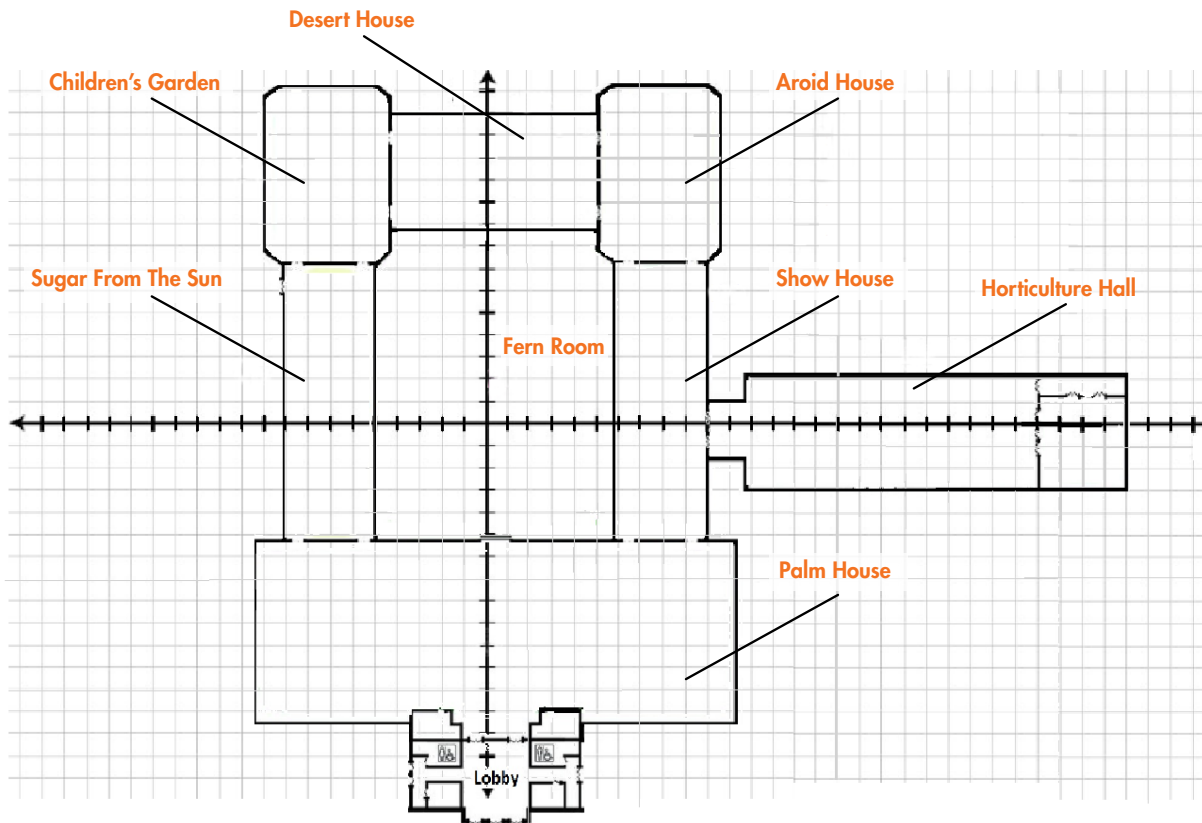 Desert House
Children's Garden
Aroid House
Sugar From The Sun
Show House
Horticulture Hall
Fern Room
Palm House
Lobby